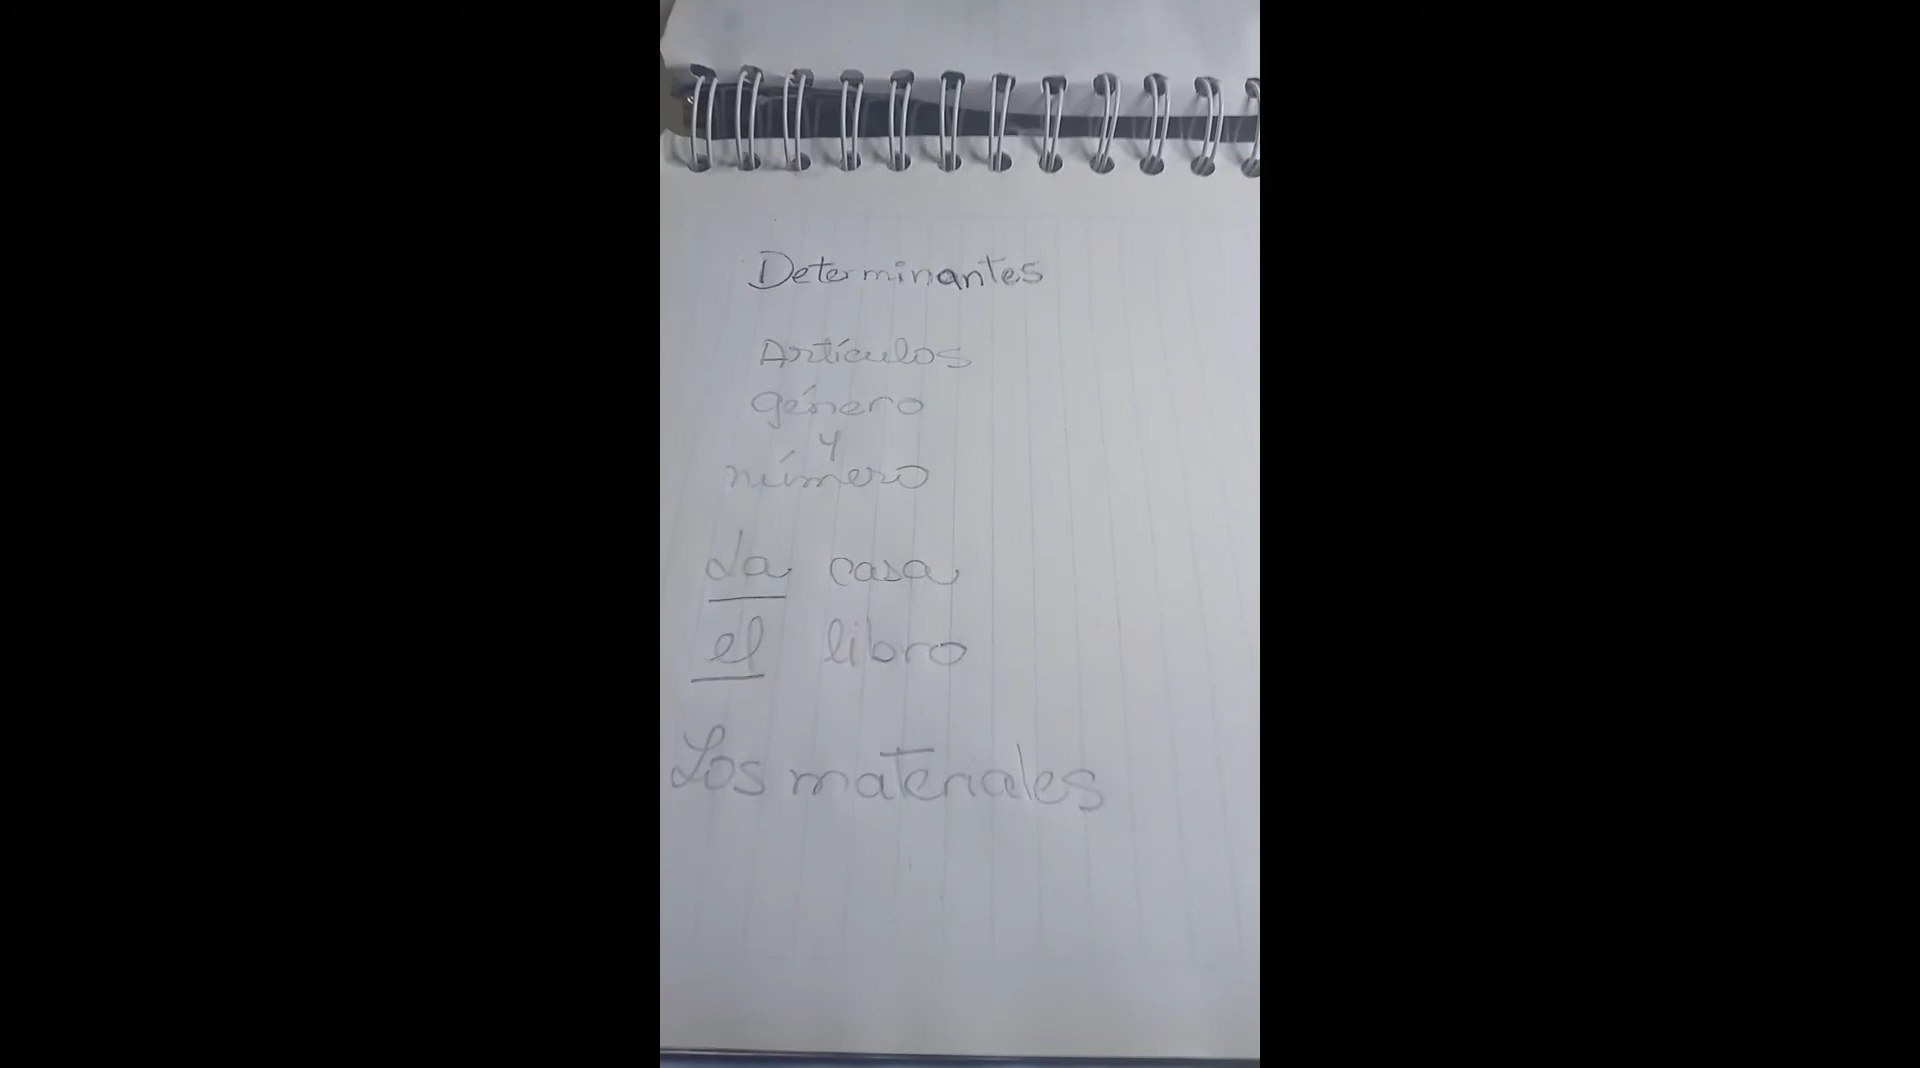 Determinantes
Artículos
género
y
número
La casa
el libro
Los materiales